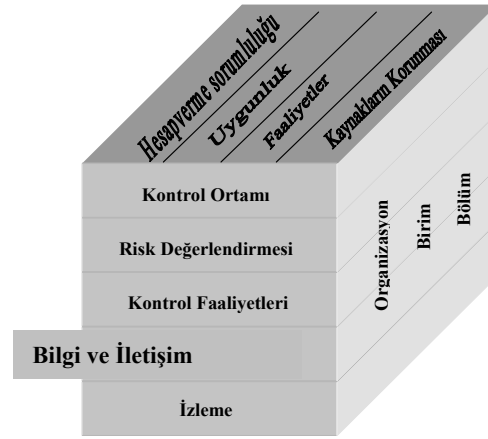 Hesapverme sorumluluğu
Uygunluk
Faaliyetler
Kaynakların Korunması
Kontrol Ortamı
Risk Değerlendirmesi
Kontrol Faaliyetleri
Bilgi ve İletişim
İzleme
Organizasyon
Birim
Bölüm